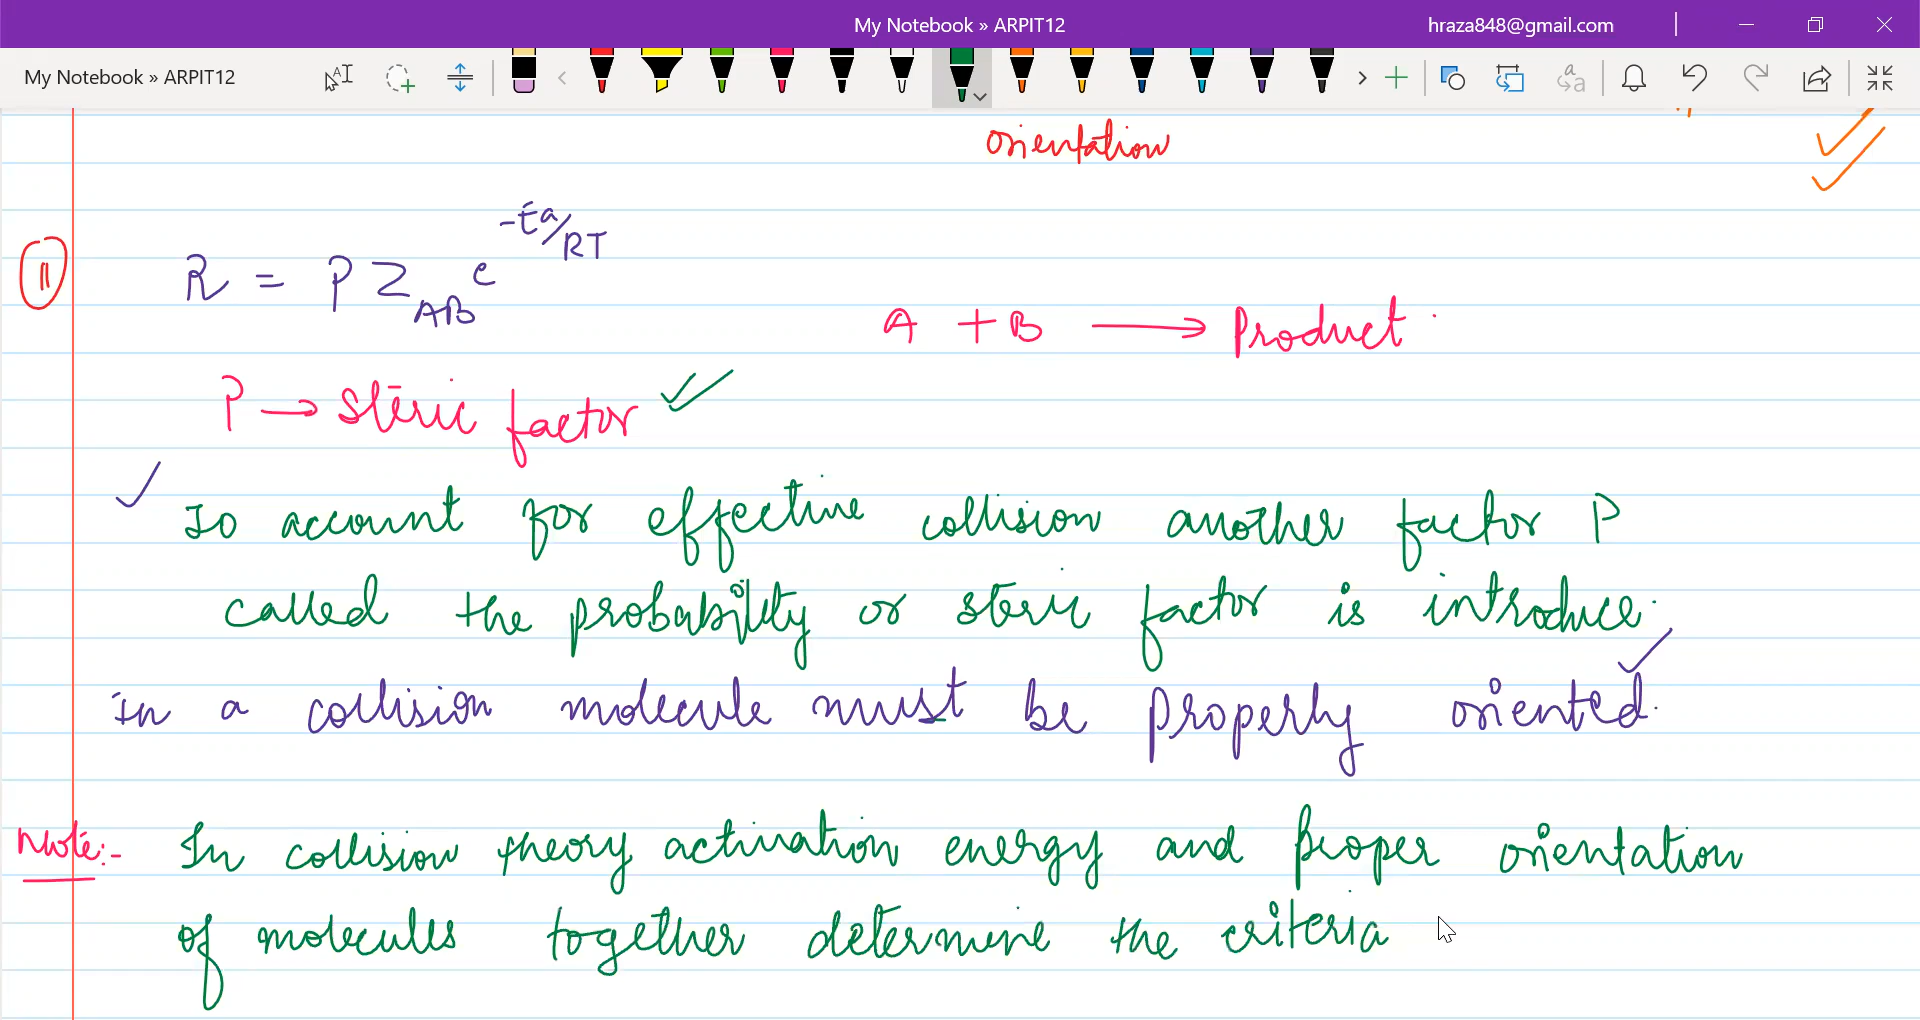 My Notebook » ARPIT12
hraza848@gmail.com
My Notebook » ARPIT12
orientation
11
R = P Z_AB e^-Ea/RT
A + B → Product.
P → steric factor
To account for effective collision another factor P
called the probability or steric factor is introduce.
In a collision molecule must be properly oriented.
Note:- In collision theory activation energy and proper orientation
of molecules together determine the criteria